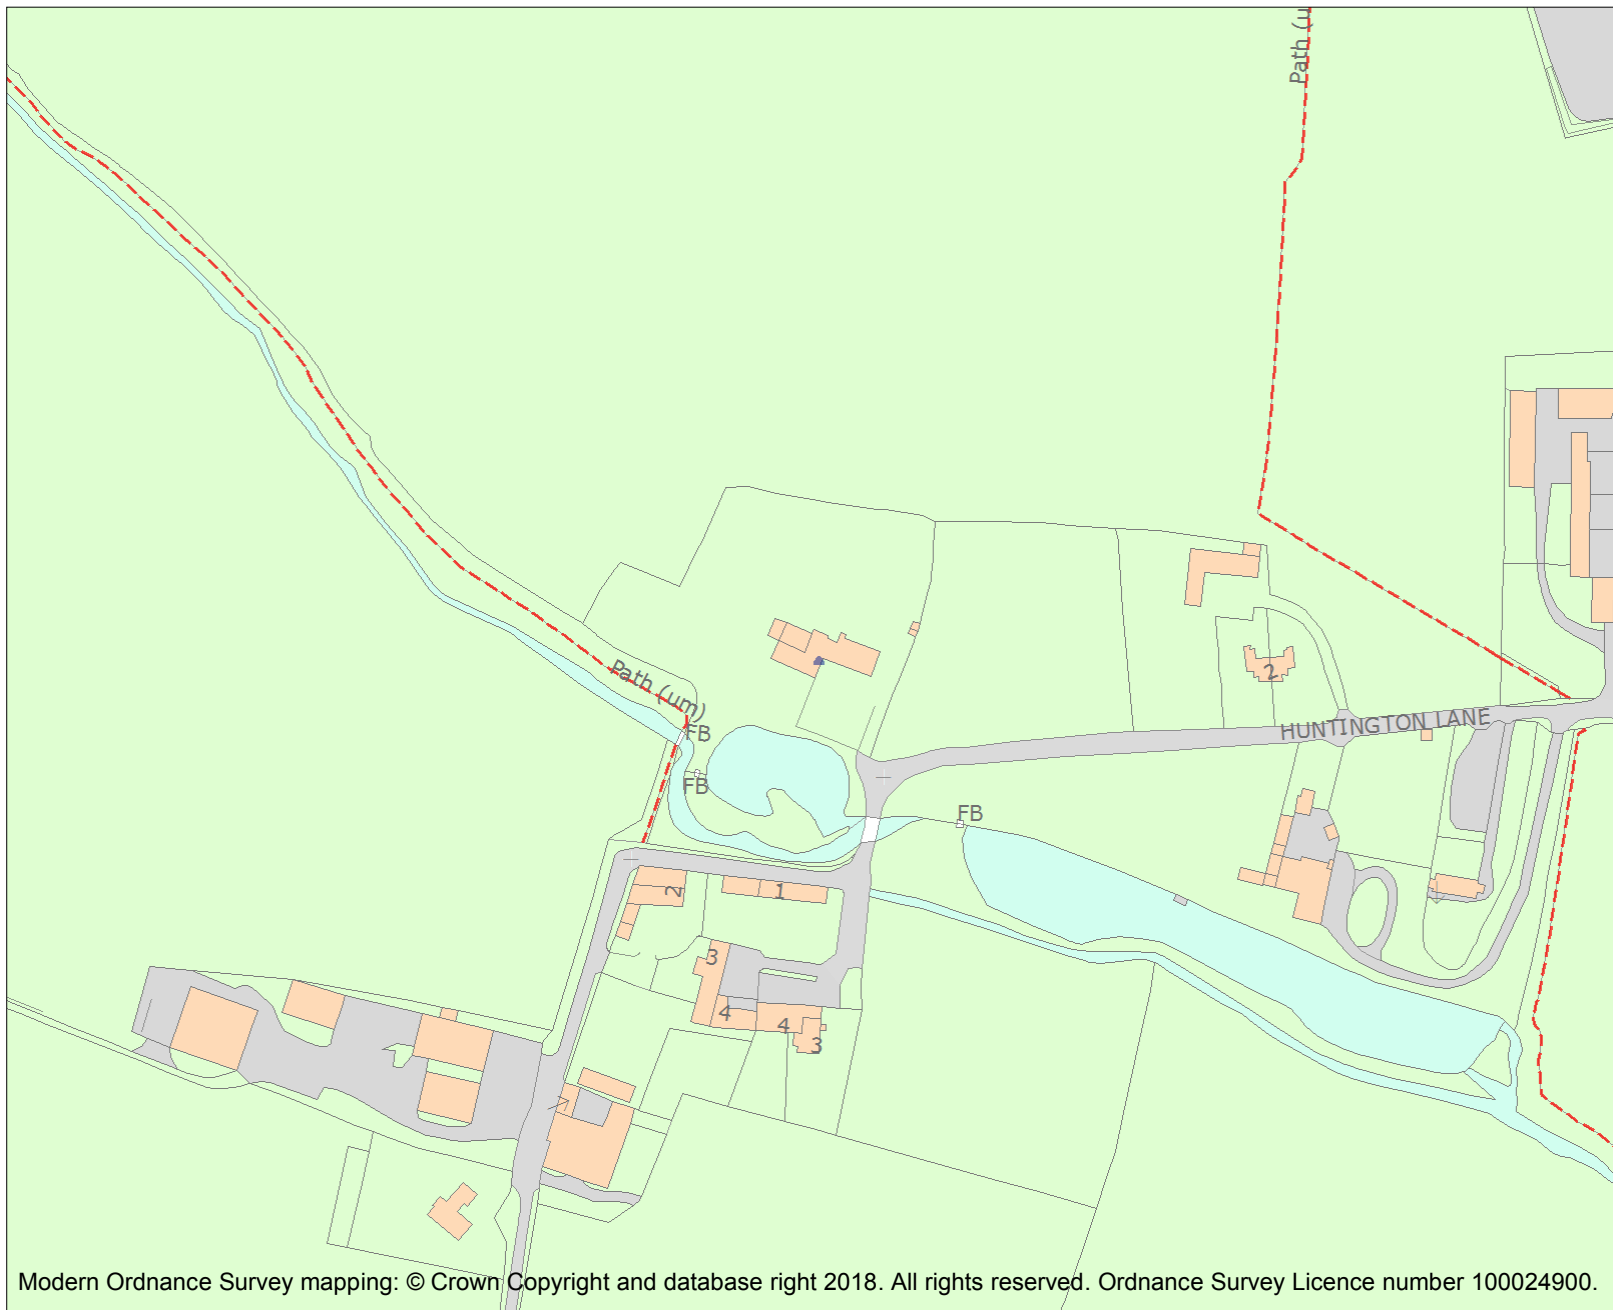 Path (u
Path (um)
2
FB
HUNTINGTON LANE
FB
FB
2
1
3
4
4
3
Modern Ordnance Survey mapping: © Crown Copyright and database right 2018. All rights reserved. Ordnance Survey Licence number 100024900.